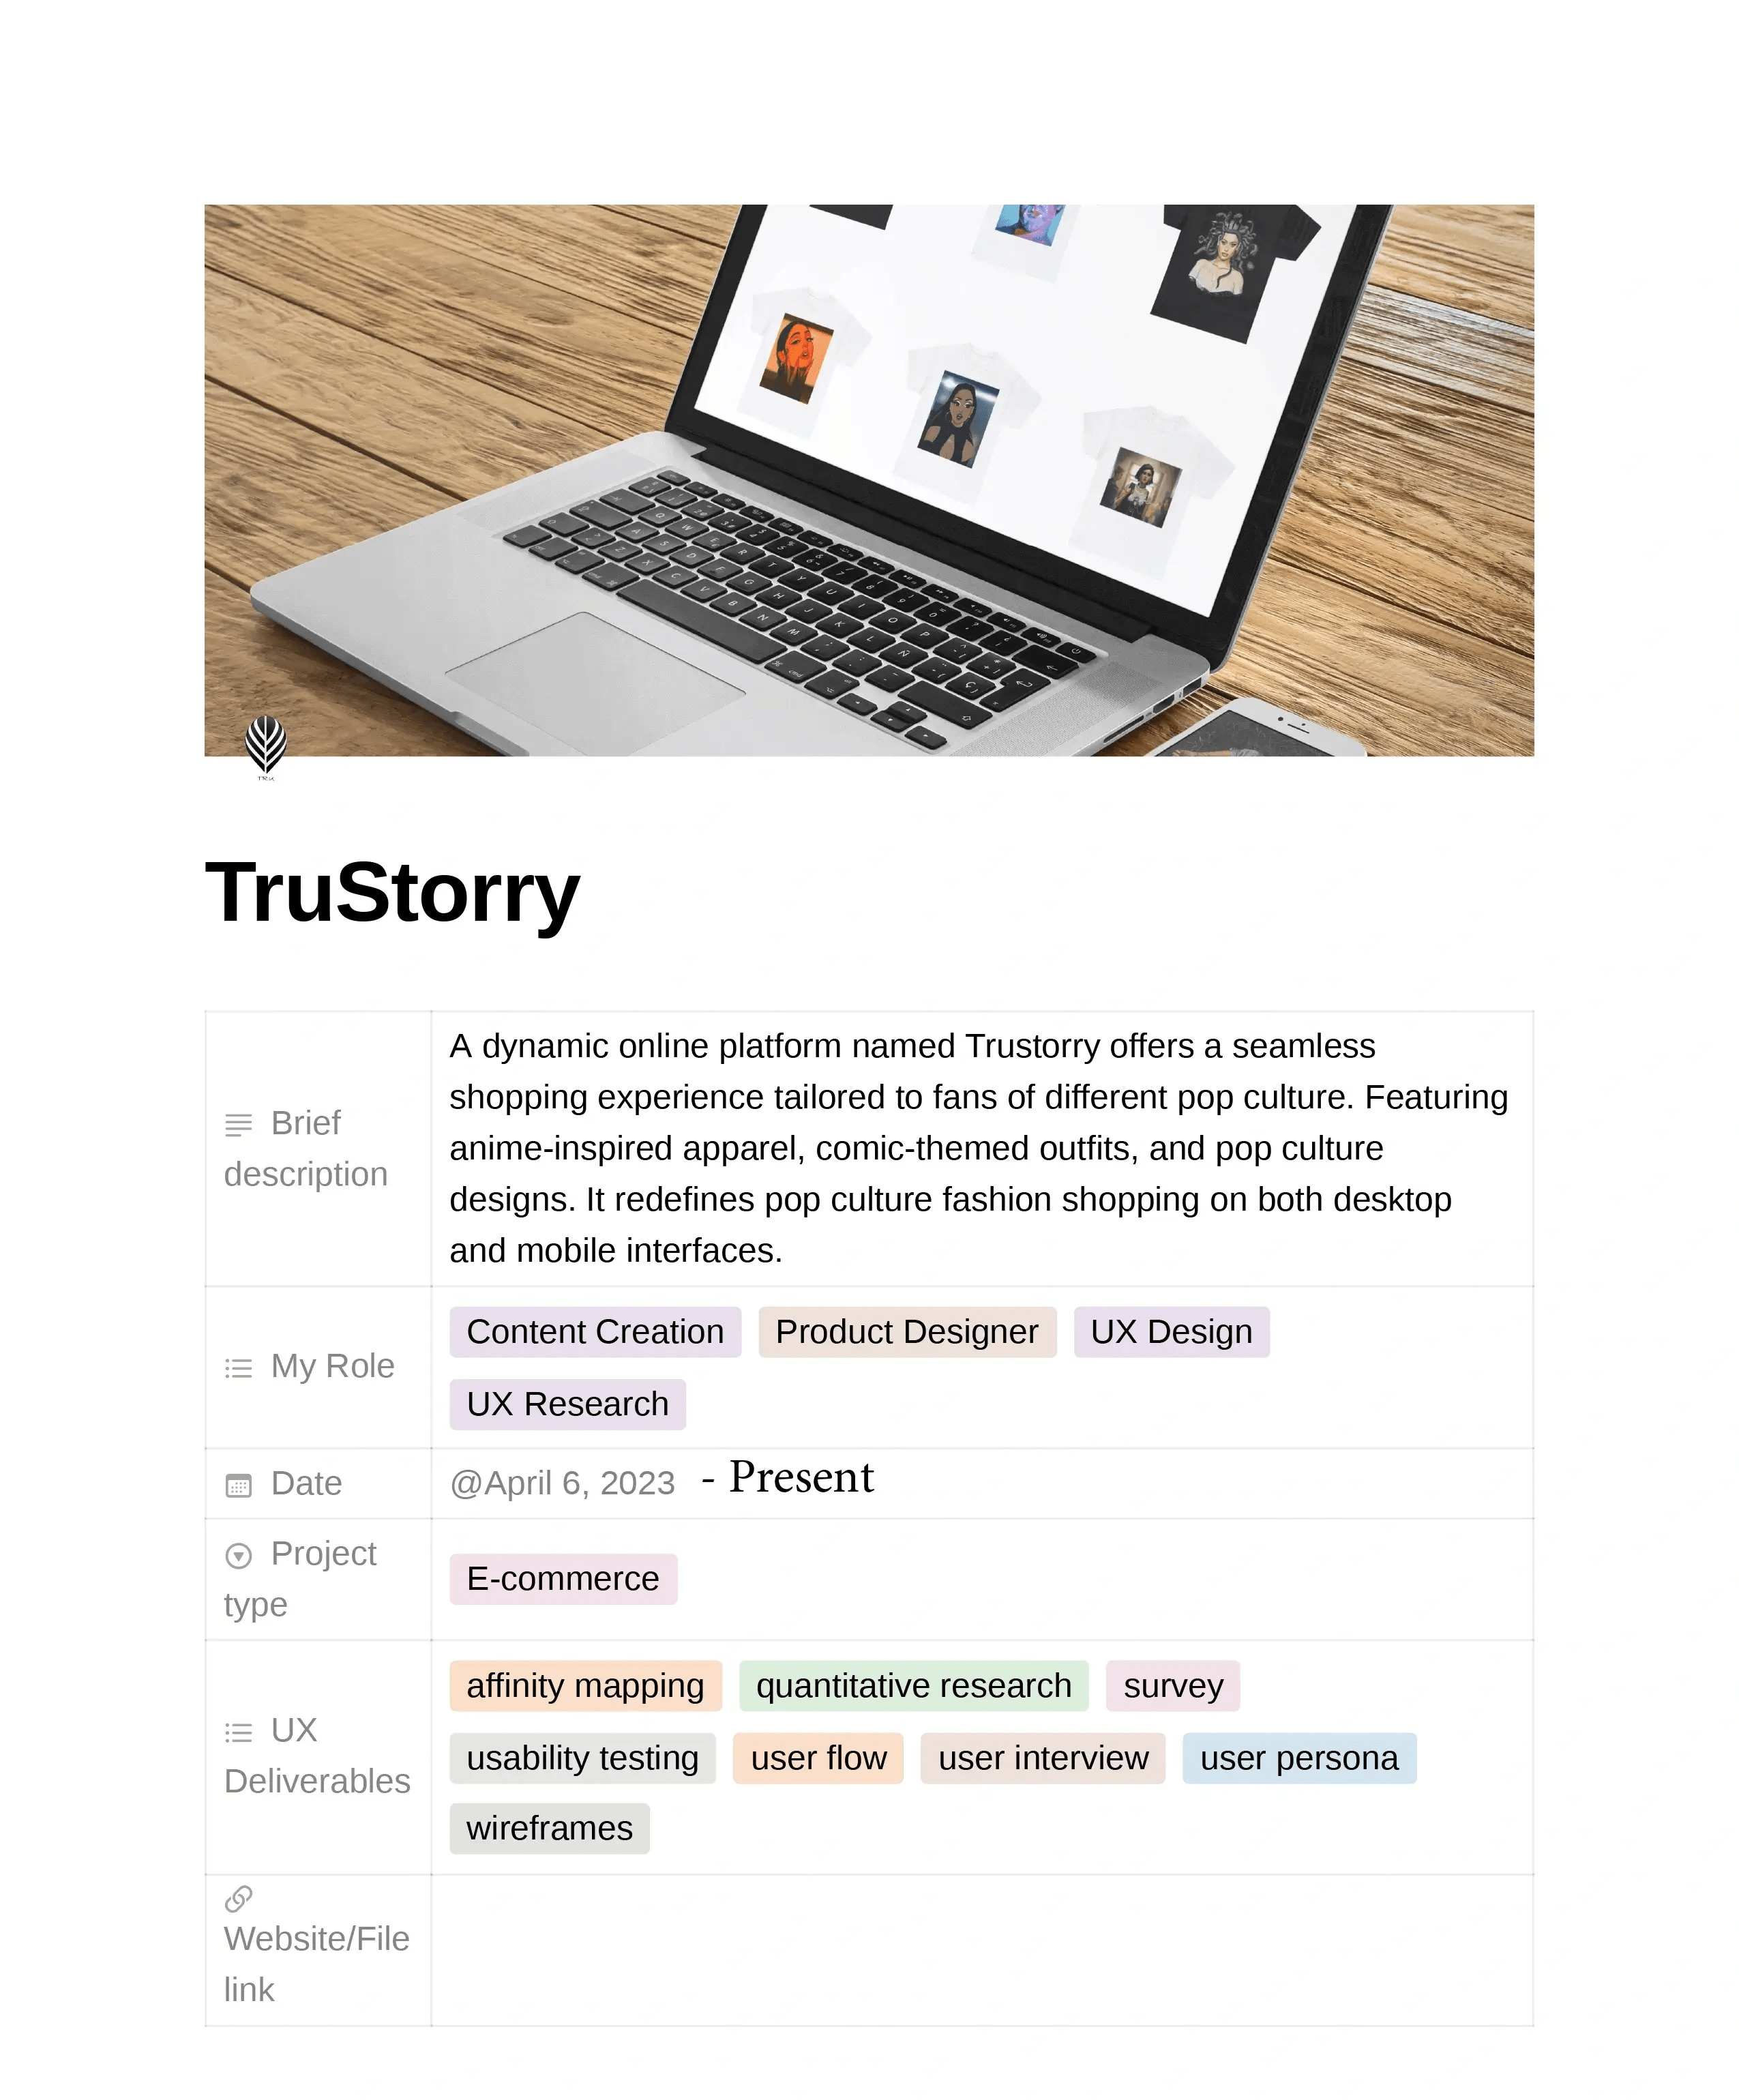 TRU
TruStorry
Brief
description
A dynamic online platform named Trustorry offers a seamless
shopping experience tailored to fans of different pop culture. Featuring
anime-inspired apparel, comic-themed outfits, and pop culture
designs. It redefines pop culture fashion shopping on both desktop
and mobile interfaces.
My Role
Content Creation Product Designer UX Design
UX Research
Date
@April 6, 2023 - Present
Project
type
E-commerce
UX
Deliverables
affinity mapping quantitative research survey
usability testing user flow user interview user persona
wireframes
Website/File
link